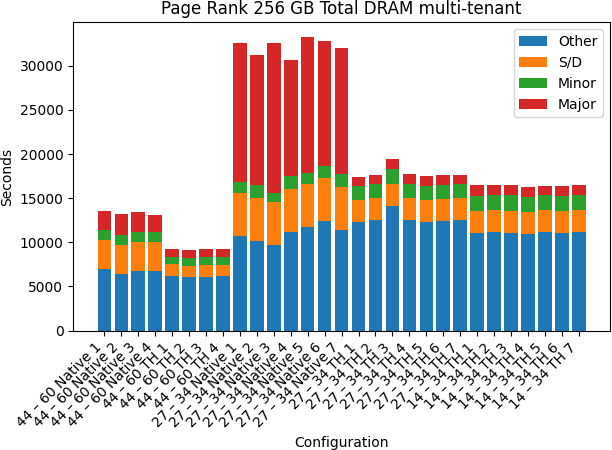 Page Rank 256 GB Total DRAM multi-tenant
Seconds
30000
25000
20000
15000
10000
5000
0
Other
S/D
Minor
Major
44 - 60 Native 1
44 - 60 Native 2
44 - 60 Native 3
44 - 60 Native 4
44 - 60 TH 1
44 - 60 TH 2
44 - 60 TH 3
44 - 60 TH 4
27 - 34 Native 1
27 - 34 Native 2
27 - 34 Native 3
27 - 34 Native 4
27 - 34 Native 5
27 - 34 Native 6
27 - 34 Native 7
27 - 34 TH 1
27 - 34 TH 2
27 - 34 TH 3
27 - 34 TH 4
27 - 34 TH 5
27 - 34 TH 6
27 - 34 TH 7
14 - 34 TH 1
14 - 34 TH 2
14 - 34 TH 3
14 - 34 TH 4
14 - 34 TH 5
14 - 34 TH 6
14 - 34 TH 7
Configuration